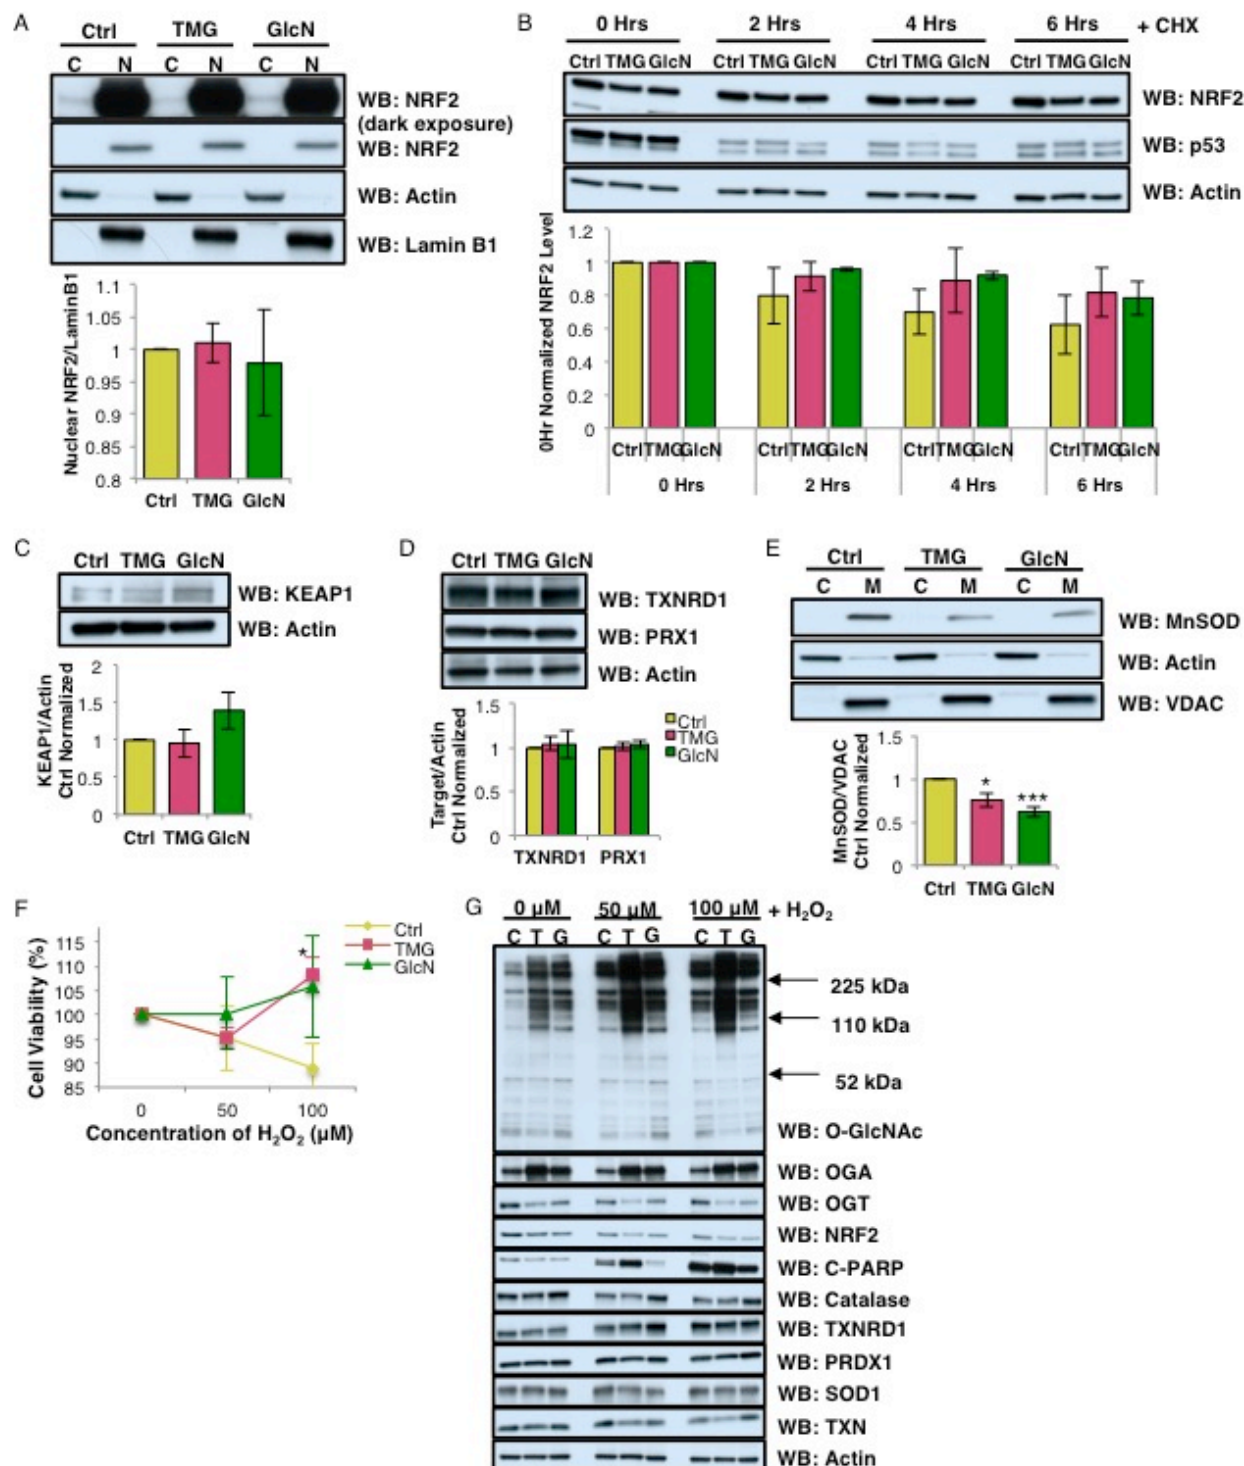 A
Ctrl TMG GlcN
C N C N C N
WB: NRF2
(dark exposure)
WB: NRF2
WB: Actin
WB: Lamin B1
Nuclear NRF2/LaminB1
1.1
1.05
1
0.95
0.9
0.85
0.8
Ctrl TMG GlcN
B
0 Hrs 2 Hrs 4 Hrs 6 Hrs + CHX
Ctrl TMG GlcN Ctrl TMG GlcN Ctrl TMG GlcN Ctrl TMG GlcN
WB: NRF2
WB: p53
WB: Actin
0Hr Normalized NRF2 Level
1.2
1
0.8
0.6
0.4
0.2
0
Ctrl TMG GlcN Ctrl TMG GlcN Ctrl TMG GlcN Ctrl TMG GlcN
0 Hrs 2 Hrs 4 Hrs 6 Hrs
C
Ctrl TMG GlcN
WB: KEAP1
WB: Actin
KEAP1/Actin
Ctrl Normalized
2
1.5
1
0.5
0
Ctrl TMG GlcN
D
Ctrl TMG GlcN
WB: TXNRD1
WB: PRX1
WB: Actin
Target/Actin
Ctrl Normalized
1.5
1
0.5
0
Ctrl
TMG
GlcN
TXNRD1 PRX1
E
Ctrl TMG GlcN
C M C M C M
WB: MnSOD
WB: Actin
WB: VDAC
MnSOD/VDAC
Ctrl Normalized
1.5
1
0.5
0
* ***
Ctrl TMG GlcN
F
Cell Viability (%)
115
110
105
100
95
90
85
*
Ctrl
TMG
GlcN
0 50 100
Concentration of H₂O₂ (µM)
G
0 µM 50 µM 100 µM + H₂O₂
C T G C T G C T G
225 kDa
110 kDa
52 kDa
WB: O-GlcNAc
WB: OGA
WB: OGT
WB: NRF2
WB: C-PARP
WB: Catalase
WB: TXNRD1
WB: PRDX1
WB: SOD1
WB: TXN
WB: Actin